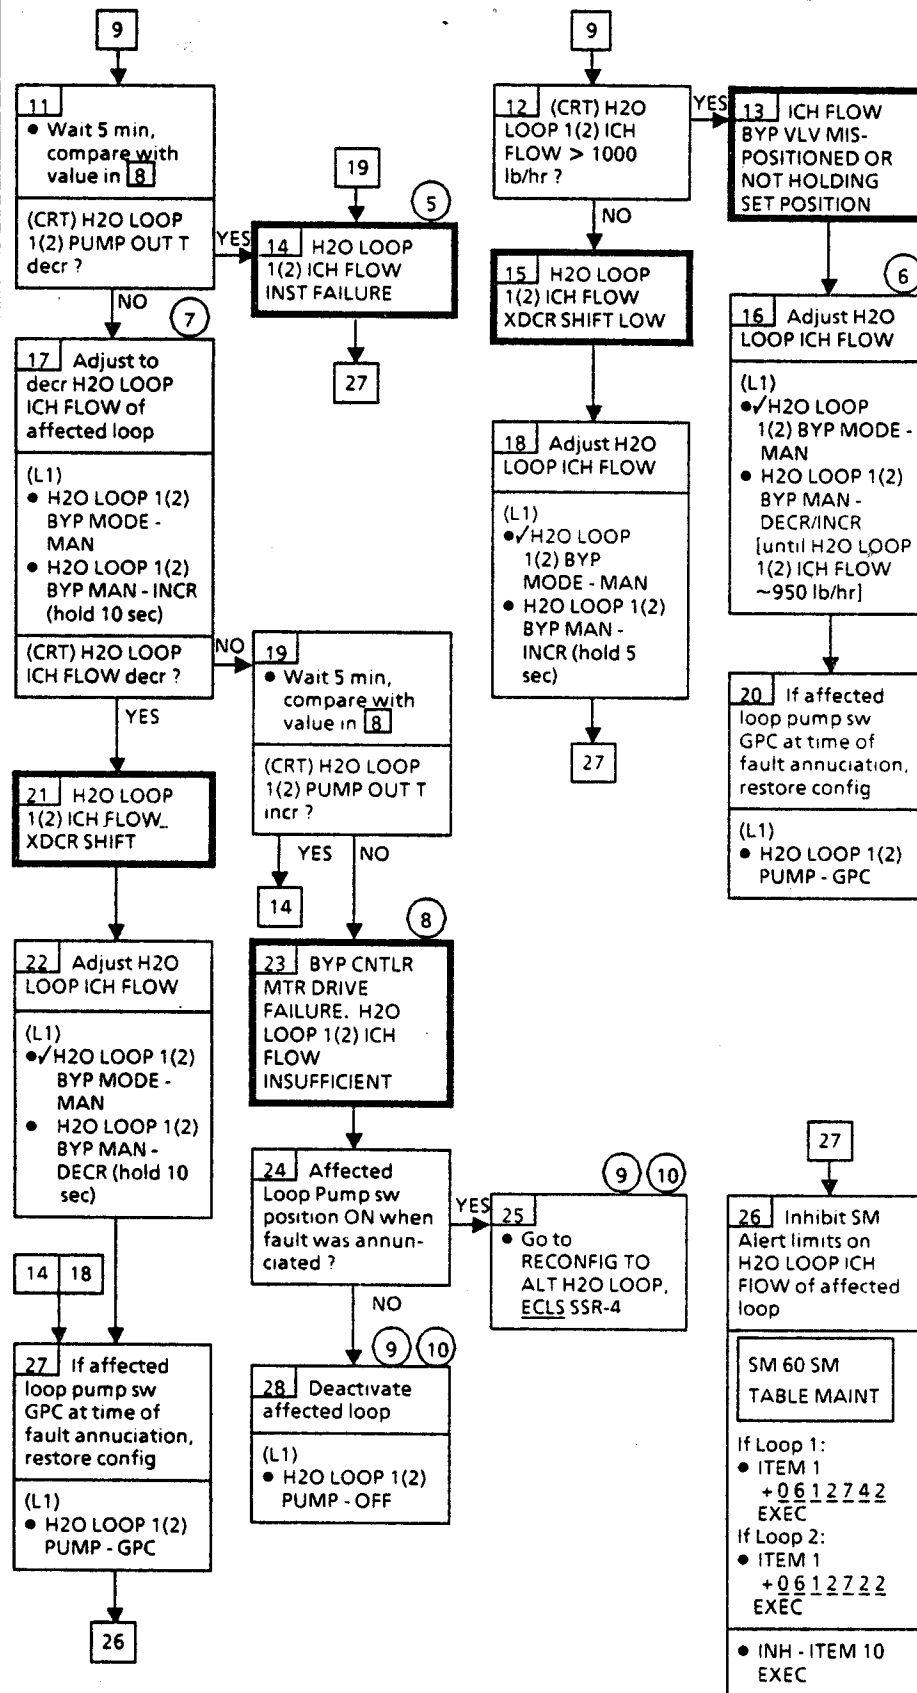 9
11
• Wait 5 min,
compare with
value in 8
(CRT) H2O LOOP
1(2) PUMP OUT T
decr ?
YES
NO
19
5
14 H2O LOOP
1(2) ICH FLOW
INST FAILURE
27
7
17 Adjust to
decr H2O LOOP
ICH FLOW of
affected loop
(L1)
• H2O LOOP 1(2)
BYP MODE -
MAN
• H2O LOOP 1(2)
BYP MAN - INCR
(hold 10 sec)
(CRT) H2O LOOP
ICH FLOW decr ?
NO
YES
19
• Wait 5 min,
compare with
value in 8
(CRT) H2O LOOP
1(2) PUMP OUT T
incr ?
YES NO
14
21 H2O LOOP
1(2) ICH FLOW
XDCR SHIFT
22 Adjust H2O
LOOP ICH FLOW
(L1)
•✓H2O LOOP 1(2)
BYP MODE -
MAN
• H2O LOOP 1(2)
BYP MAN -
DECR (hold 10
sec)
14 18
27 If affected
loop pump sw
GPC at time of
fault annuciation,
restore config
(L1)
• H2O LOOP 1(2)
PUMP - GPC
26
8
23 BYP CNTLR
MTR DRIVE
FAILURE. H2O
LOOP 1(2) ICH
FLOW
INSUFFICIENT
24 Affected
Loop Pump sw
position ON when
fault was annun-
ciated ?
YES
NO
9 10
25
• Go to
RECONFIG TO
ALT H2O LOOP,
ECLS SSR-4
9 10
28 Deactivate
affected loop
(L1)
• H2O LOOP 1(2)
PUMP - OFF
9
12 (CRT) H2O
LOOP 1(2) ICH
FLOW > 1000
lb/hr ?
YES
NO
13 ICH FLOW
BYP VLV MIS-
POSITIONED OR
NOT HOLDING
SET POSITION
15 H2O LOOP
1(2) ICH FLOW
XDCR SHIFT LOW
18 Adjust H2O
LOOP ICH FLOW
(L1)
•✓H2O LOOP
1(2) BYP
MODE - MAN
• H2O LOOP 1(2)
BYP MAN -
INCR (hold 5
sec)
27
6
16 Adjust H2O
LOOP ICH FLOW
(L1)
•✓H2O LOOP
1(2) BYP MODE -
MAN
• H2O LOOP 1(2)
BYP MAN -
DECR/INCR
[until H2O LOOP
1(2) ICH FLOW
~950 lb/hr]
20 If affected
loop pump sw
GPC at time of
fault annuciation,
restore config
(L1)
• H2O LOOP 1(2)
PUMP - GPC
27
26 Inhibit SM
Alert limits on
H2O LOOP ICH
FlOW of affected
loop
SM 60 SM
TABLE MAINT
If Loop 1:
• ITEM 1
+0612742
EXEC
If Loop 2:
• ITEM 1
+0612722
EXEC
• INH - ITEM 10
EXEC